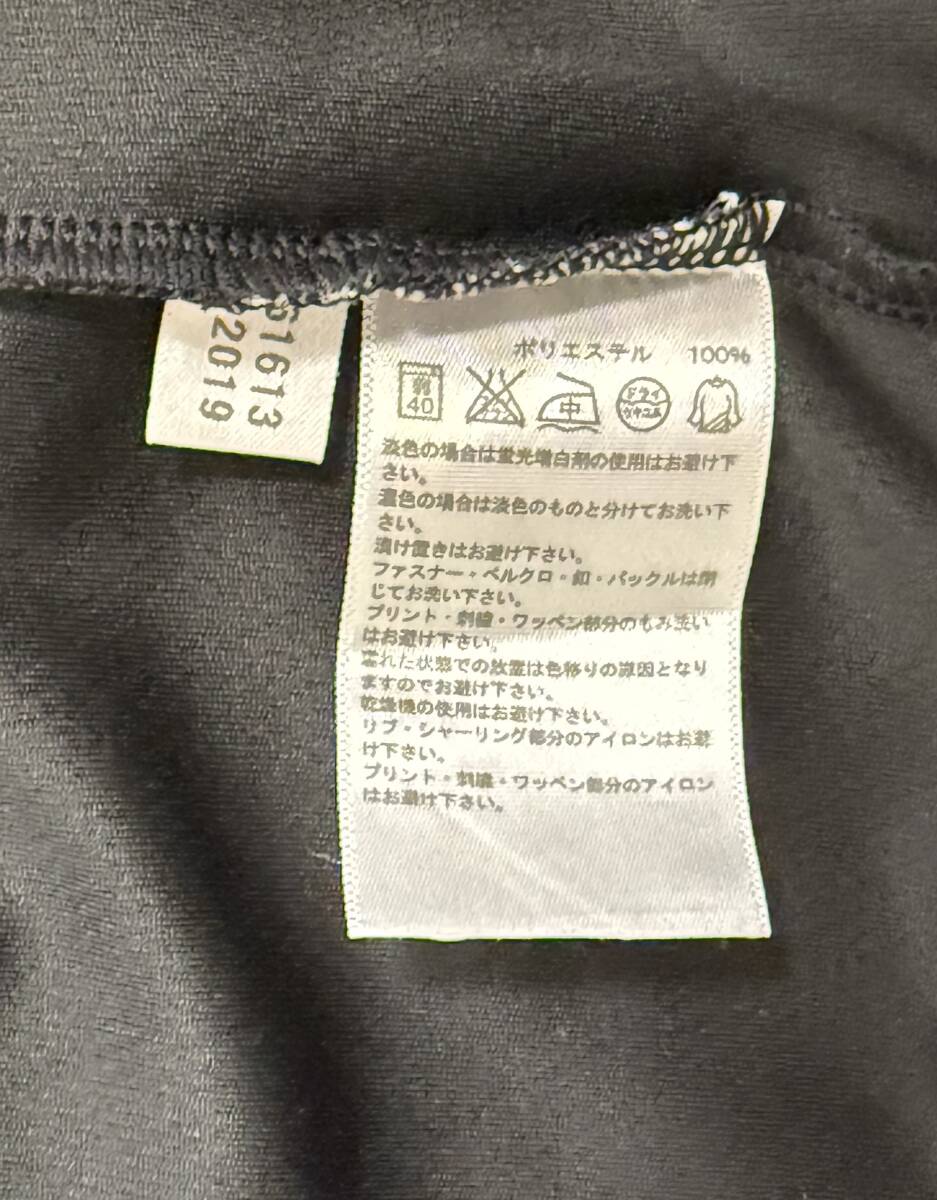 1613
2019
ポリエステル 100%
弱
40
中
ドライ
セキユ系
淡色の場合は蛍光増白剤の使用はお避け下
さい。
濃色の場合は淡色のものと分けてお洗い下
さい。
漬け置きはお避け下さい。
ファスナー・ベルクロ・釦・バックルは閉
じてお洗い下さい。
プリント・刺繍・ワッペン部分のもみ洗い
はお避け下さい。
濡れた状態での放置は色移りの原因となり
ますのでお避け下さい。
乾燥機の使用はお避け下さい。
リブ・シャーリング部分のアイロンはお避
け下さい。
プリント・刺繍・ワッペン部分のアイロン
はお避け下さい。